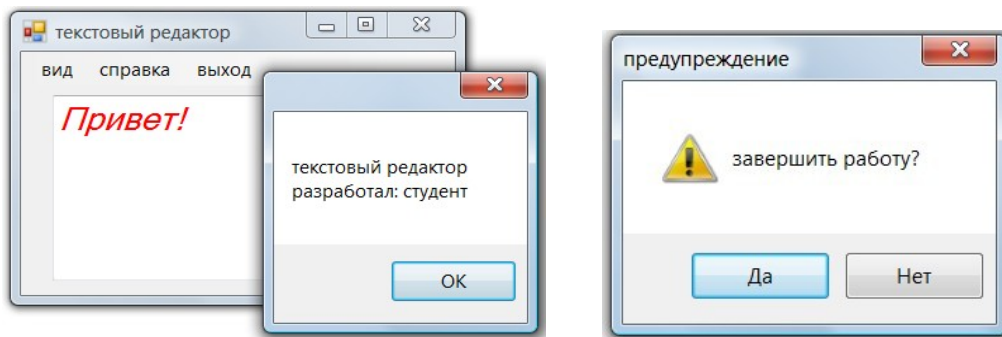 текстовый редактор
вид справка выход
Привет!
текстовый редактор
разработал: студент
OK
предупреждение
завершить работу?
Да Нет